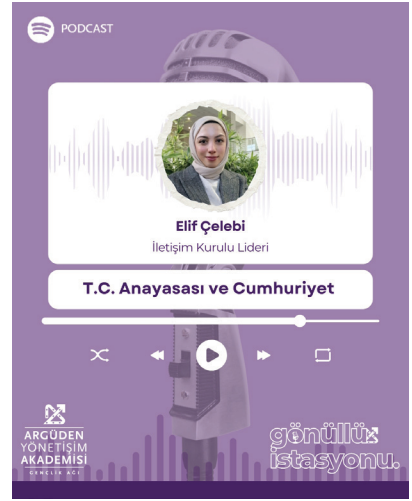 PODCAST
Elif Çelebi
İletişim Kurulu Lideri
T.C. Anayasası ve Cumhuriyet
ARGÜDEN
YÖNETİŞİM
AKADEMİSİ
GENÇLİK AĞI
gönüllü
istasyonu.